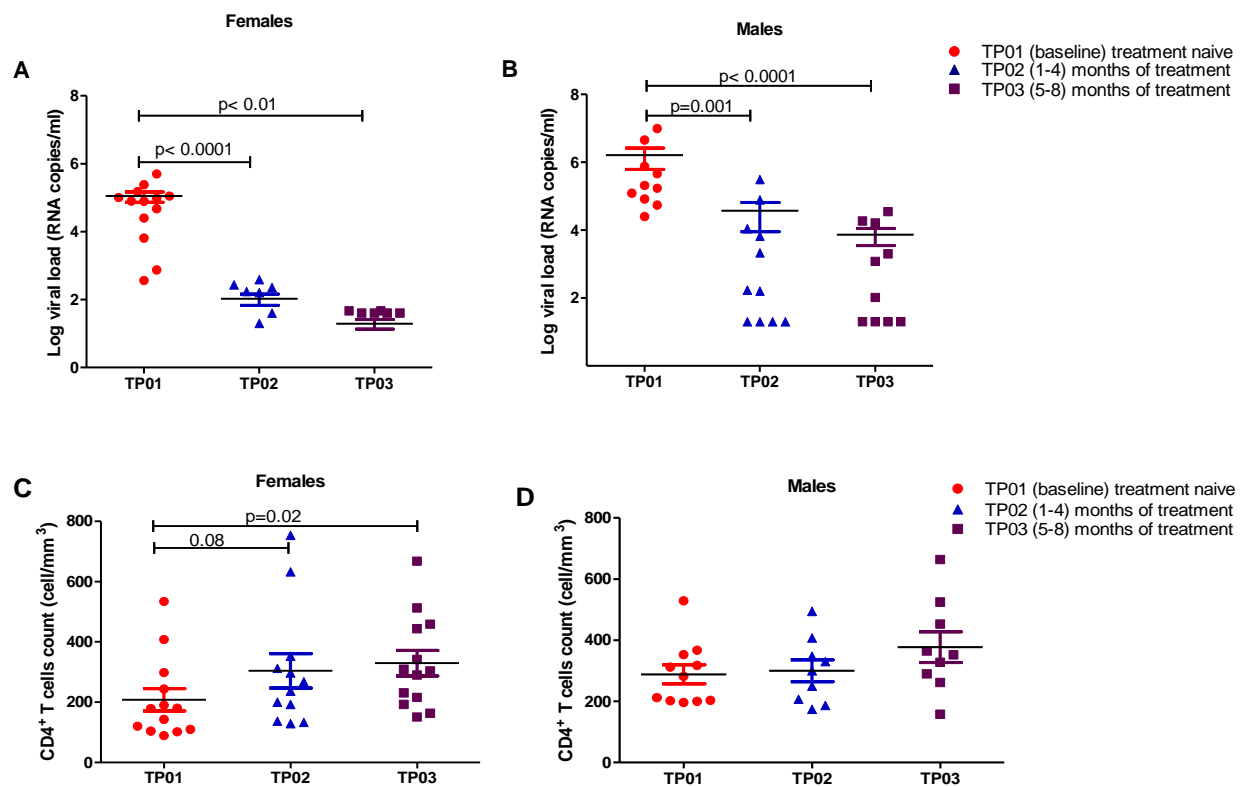 Females
Males
A
B
TP01 (baseline) treatment naive
TP02 (1-4) months of treatment
TP03 (5-8) months of treatment
Log viral load (RNA copies/ml)
8
6
4
2
0
p< 0.01
p< 0.0001
TP01
TP02
TP03
Log viral load (RNA copies/ml)
8
6
4
2
p< 0.0001
p=0.001
TP01
TP02
TP03
C
Females
D
Males
TP01 (baseline) treatment naive
TP02 (1-4) months of treatment
TP03 (5-8) months of treatment
CD4⁺ T cells count (cell/mm³)
800
600
400
200
0
p=0.02
0.08
TP01
TP02
TP03
CD4⁺ T cells count (cell/mm³)
800
600
400
200
0
TP01
TP02
TP03